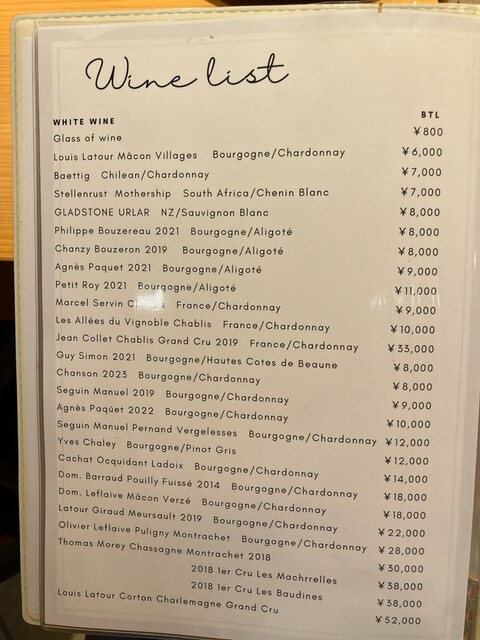 Wine list
WHITE WINE BTL
Glass of wine ¥800
Louis Latour Mâcon Villages Bourgogne/Chardonnay ¥6,000
Baettig Chilean/Chardonnay ¥7,000
Stellenrust Mothership South Africa/Chenin Blanc ¥7,000
GLADSTONE URLAR NZ/Sauvignon Blanc ¥8,000
Philippe Bouzereau 2021 Bourgogne/Aligoté ¥8,000
Chanzy Bouzeron 2019 Bourgogne/Aligoté ¥8,000
Agnès Paquet 2021 Bourgogne/Aligoté ¥9,000
Petit Roy 2021 Bourgogne/Aligoté ¥11,000
Marcel Servin France/Chardonnay ¥9,000
Les Allées du Vignoble Chablis France/Chardonnay ¥10,000
Jean Collet Chablis Grand Cru 2019 France/Chardonnay ¥33,000
Guy Simon 2021 Bourgogne/Hautes Cotes de Beaune ¥8,000
Chanson 2023 Bourgogne/Chardonnay ¥8,000
Seguin Manuel 2019 Bourgogne/Chardonnay ¥9,000
Agnès Paquet 2022 Bourgogne/Chardonnay ¥10,000
Seguin Manuel Pernand Vergelesses Bourgogne/Chardonnay ¥12,000
Yves Chaley Bourgogne/Pinot Gris ¥12,000
Cachat Ocquidant Ladoix Bourgogne/Chardonnay ¥14,000
Dom. Barraud Pouilly Fuissé 2014 Bourgogne/Chardonnay ¥18,000
Dom. Leflaive Mâcon Verzé Bourgogne/Chardonnay ¥18,000
Latour Giraud Meursault 2019 Bourgogne/Chardonnay ¥22,000
Olivier Leflaive Puligny Montrachet Bourgogne/Chardonnay ¥28,000
Thomas Morey Chassagne Montrachet 2018 ¥30,000
2018 1er Cru Les Machrrelles ¥38,000
2018 1er Cru Les Baudines ¥38,000
Louis Latour Corton Charlemagne Grand Cru ¥52,000